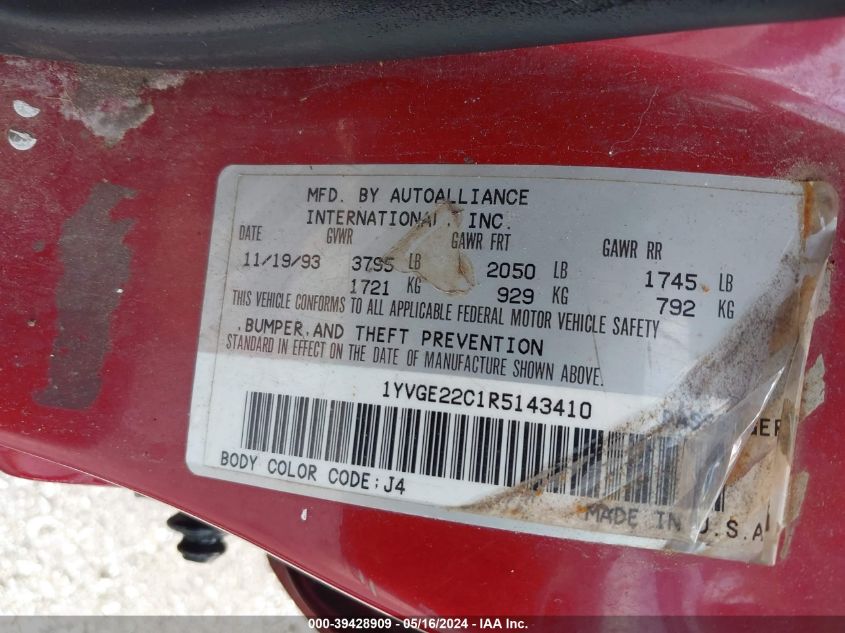 MFD. BY AUTOALLIANCE
INTERNATIONAL, INC.
DATE GVWR GAWR FRT GAWR RR
11/19/93 3795 LB 2050 LB 1745 LB
1721 KG 929 KG 792 KG
THIS VEHICLE CONFORMS TO ALL APPLICABLE FEDERAL MOTOR VEHICLE SAFETY
,BUMPER,AND THEFT PREVENTION
STANDARD IN EFFECT ON THE DATE OF MANUFACTURE SHOWN ABOVE.
1YVGE22C1R5143410
BODY COLOR CODE:J4
MADE IN U.S.A
000-39428909 - 05/16/2024 - IAA Inc.